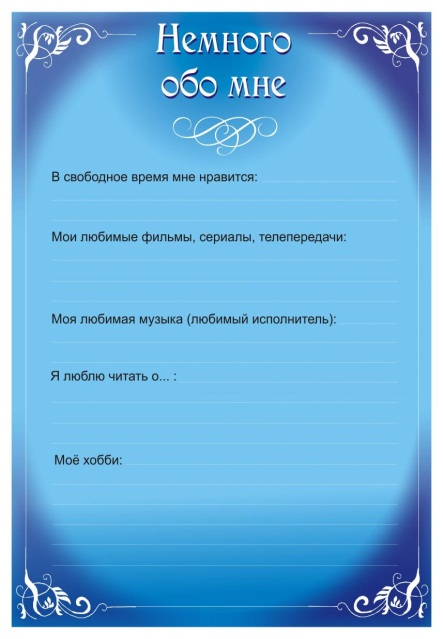 Немного
обо мне
В свободное время мне нравится:
Мои любимые фильмы, сериалы, телепередачи:
Моя любимая музыка (любимый исполнитель):
Я люблю читать о... :
Моё хобби: